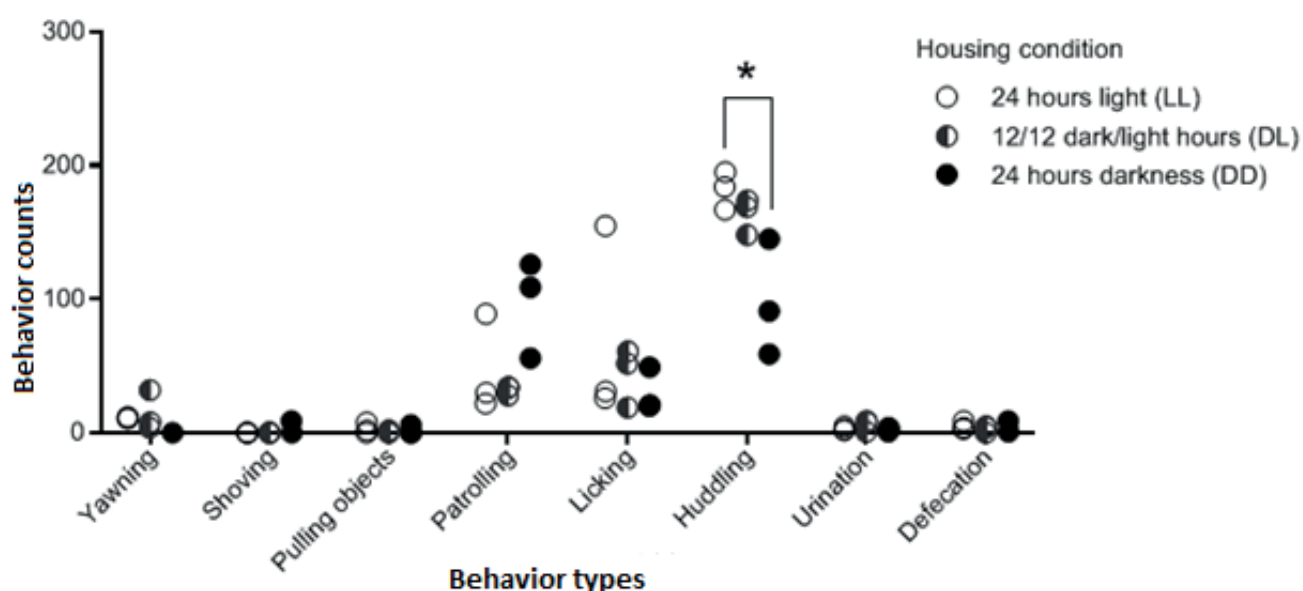 300
200
100
0
Behavior counts
*
Housing condition
24 hours light (LL)
12/12 dark/light hours (DL)
24 hours darkness (DD)
Yawning
Shoving
Pulling objects
Patrolling
Licking
Huddling
Urination
Defecation
Behavior types